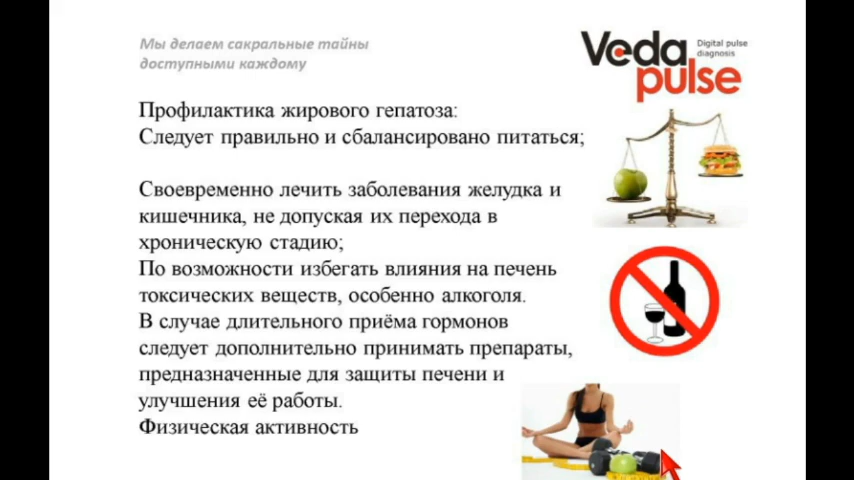 Мы делаем сакральные тайны
доступными каждому
Veda
pulse
Digital pulse
diagnosis
Профилактика жирового гепатоза:
Следует правильно и сбалансировано питаться;
Своевременно лечить заболевания желудка и
кишечника, не допуская их перехода в
хроническую стадию;
По возможности избегать влияния на печень
токсических веществ, особенно алкоголя.
В случае длительного приёма гормонов
следует дополнительно принимать препараты,
предназначенные для защиты печени и
улучшения её работы.
Физическая активность